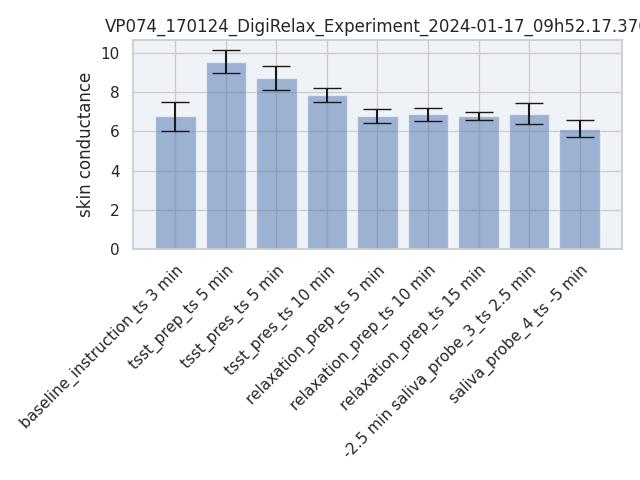 VP074_170124_DigiRelax_Experiment_2024-01-17_09h52.17.37
skin conductance
10
8
6
4
2
0
baseline_instruction_ts 3 min
tsst_prep_ts 5 min
tsst_pres_ts 5 min
tsst_pres_ts 10 min
relaxation_prep_ts 5 min
relaxation_prep_ts 10 min
relaxation_prep_ts 15 min
-2.5 min saliva_probe_3_ts 2.5 min
saliva_probe_4_ts -5 min